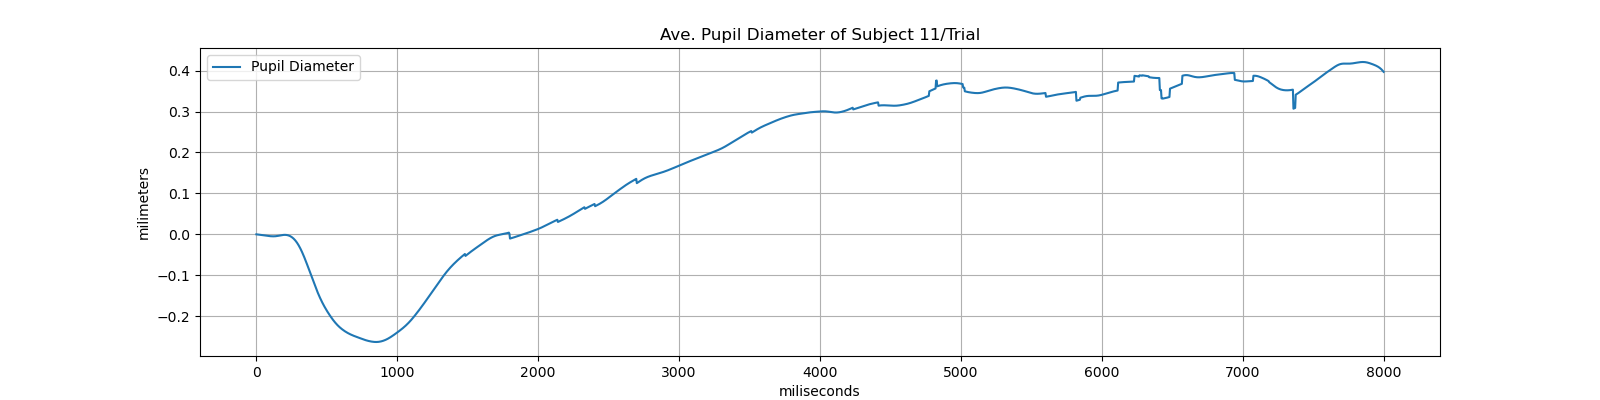 Ave. Pupil Diameter of Subject 11/Trial
Pupil Diameter
0.4
0.3
0.2
0.1
0.0
−0.1
−0.2
milimeters
0 1000 2000 3000 4000 5000 6000 7000 8000
miliseconds